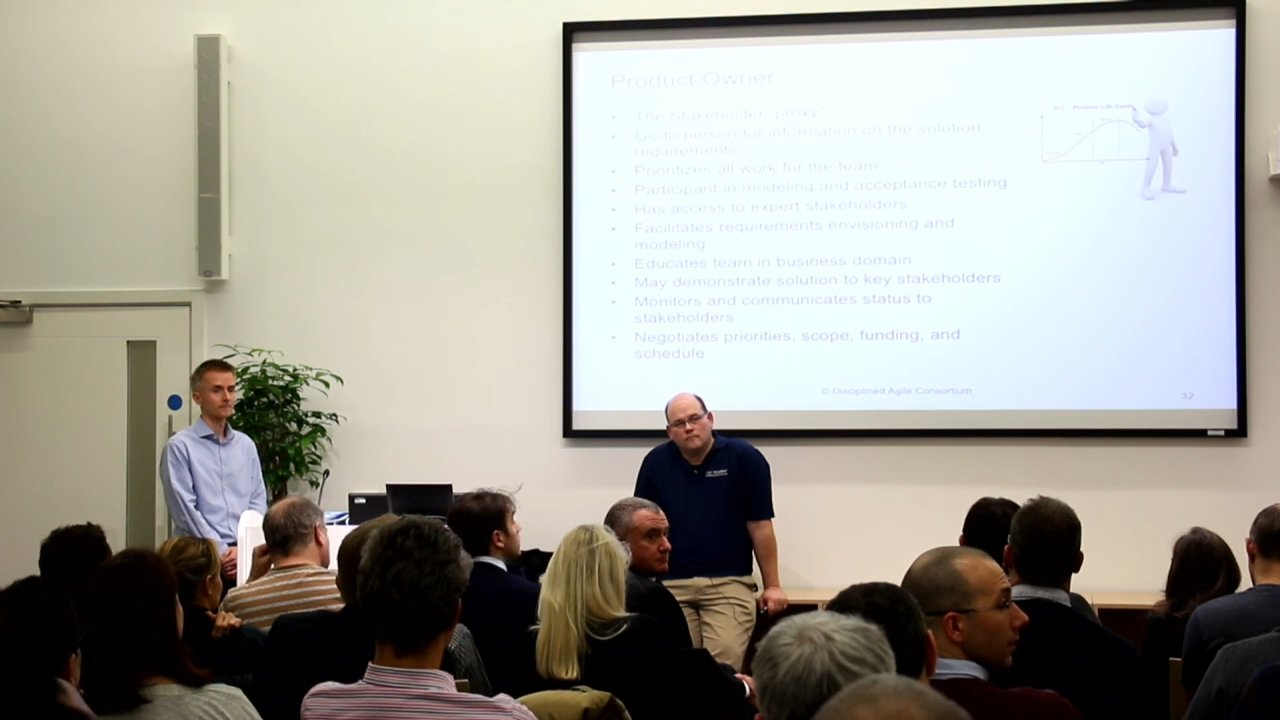 Product Owner
• The Stakeholder proxy
• Go-to person for information on the solution
requirements
• Prioritizes all work for the team
• Participant in modeling and acceptance testing
• Has access to expert stakeholders
• Facilitates requirements envisioning and
modeling
• Educates team in business domain
• May demonstrate solution to key stakeholders
• Monitors and communicates status to
stakeholders
• Negotiates priorities, scope, funding, and
schedule
Product Life Cycle
© Disciplined Agile Consortium
32